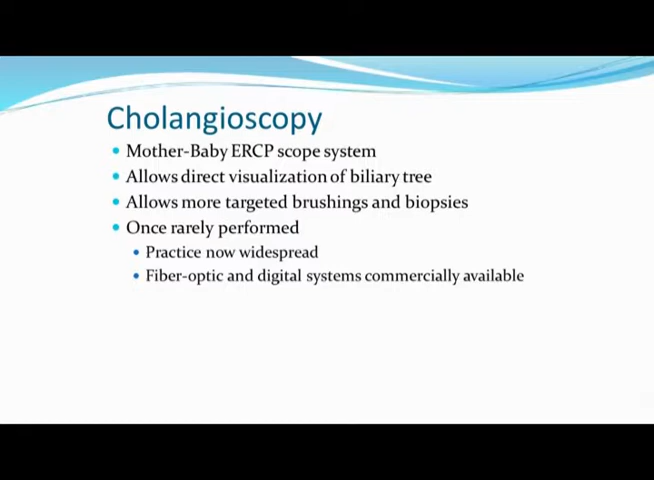 Cholangioscopy
• Mother-Baby ERCP scope system
• Allows direct visualization of biliary tree
• Allows more targeted brushings and biopsies
• Once rarely performed
• Practice now widespread
• Fiber-optic and digital systems commercially available